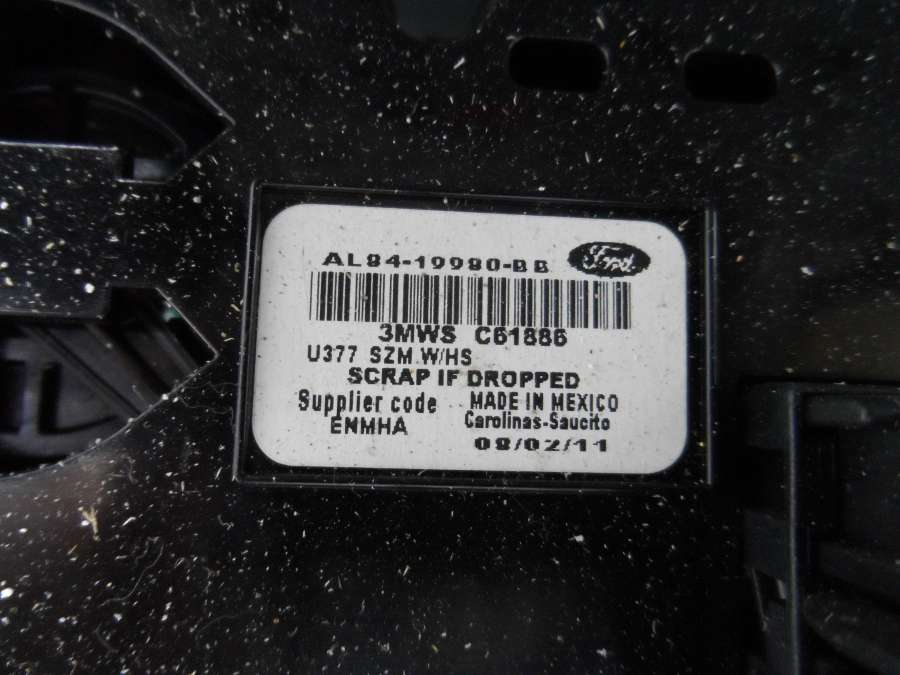 AL84-19980-BB
Ford
3MWS C61886
U377 SZM W/HS
SCRAP IF DROPPED
Supplier code MADE IN MEXICO
ENMHA Carolinas-Saucito
08/02/11